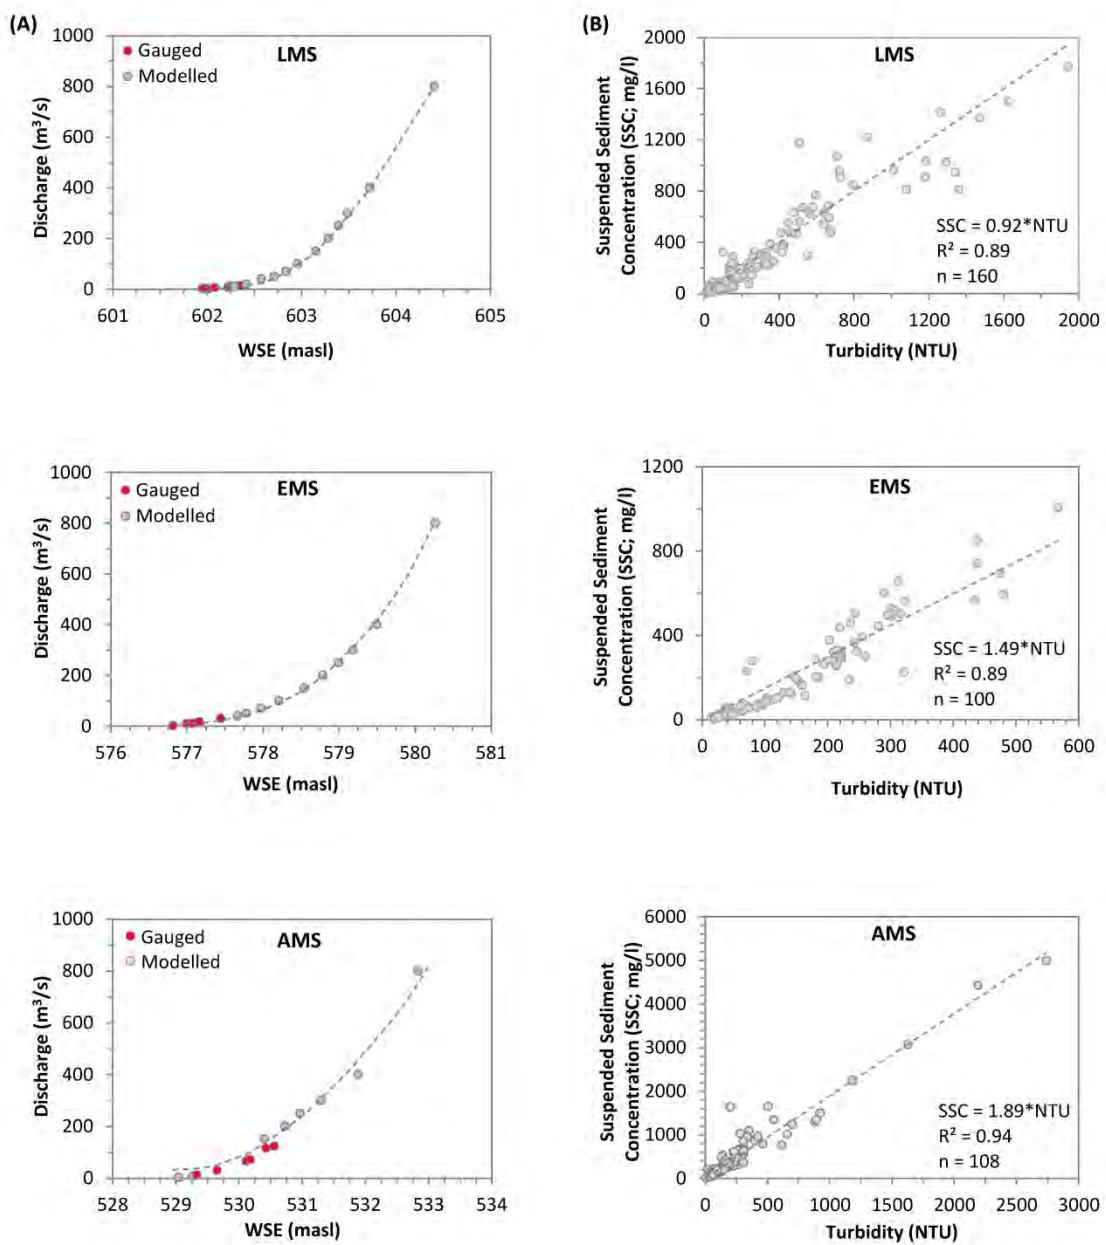 (A)
LMS
Gauged
Modelled
Discharge (m³/s)
1000
800
600
400
200
0
601
602
603
604
605
WSE (masl)
(B)
LMS
Suspended Sediment
Concentration (SSC; mg/l)
2000
1600
1200
800
400
0
SSC = 0.92*NTU
R² = 0.89
n = 160
0
400
800
1200
1600
2000
Turbidity (NTU)
EMS
Gauged
Modelled
Discharge (m³/s)
1000
800
600
400
200
0
576
577
578
579
580
581
WSE (masl)
EMS
Suspended Sediment
Concentration (SSC; mg/l)
1200
800
400
0
SSC = 1.49*NTU
R² = 0.89
n = 100
0
100
200
300
400
500
600
Turbidity (NTU)
AMS
Gauged
Modelled
Discharge (m³/s)
1000
800
600
400
200
0
528
529
530
531
532
533
534
WSE (masl)
AMS
Suspended Sediment
Concentration (SSC; mg/l)
6000
5000
4000
3000
2000
1000
0
SSC = 1.89*NTU
R² = 0.94
n = 108
0
500
1000
1500
2000
2500
3000
Turbidity (NTU)